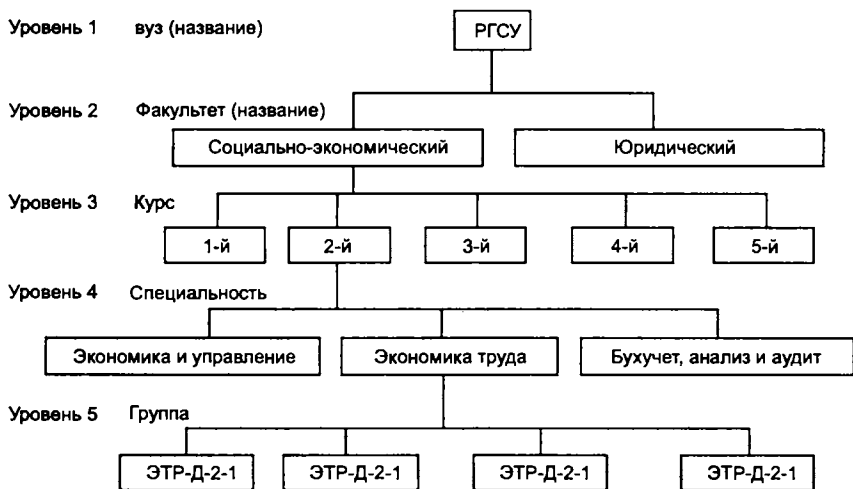 Уровень 1 вуз (название) РГСУ
Уровень 2 Факультет (название)
Социально-экономический Юридический
Уровень 3 Курс
1-й 2-й 3-й 4-й 5-й
Уровень 4 Специальность
Экономика и управление Экономика труда Бухучет, анализ и аудит
Уровень 5 Группа
ЭТР-Д-2-1 ЭТР-Д-2-1 ЭТР-Д-2-1 ЭТР-Д-2-1